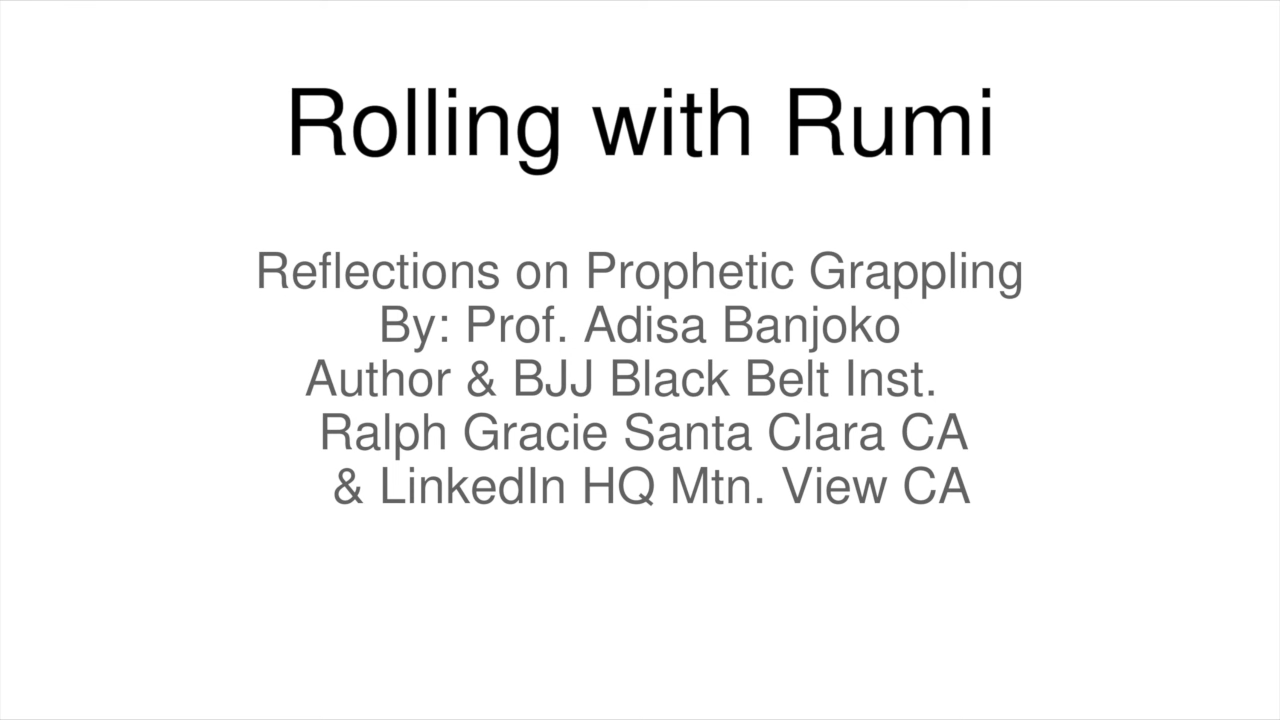 Rolling with Rumi
Reflections on Prophetic Grappling
By: Prof. Adisa Banjoko
Author & BJJ Black Belt Inst.
Ralph Gracie Santa Clara CA
& LinkedIn HQ Mtn. View CA